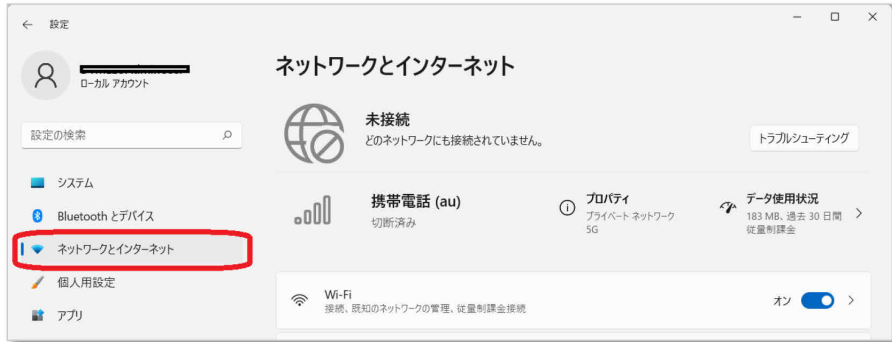 ← 設定
ローカル アカウント
設定の検索
システム
Bluetooth とデバイス
ネットワークとインターネット
個人用設定
アプリ
ネットワークとインターネット
未接続
どのネットワークにも接続されていません。
トラブルシューティング
携帯電話 (au)
切断済み
プロパティ
プライベート ネットワーク
5G
データ使用状況
183 MB、過去 30 日間
従量制課金
Wi-Fi
接続、既知のネットワークの管理、従量制課金接続
オン